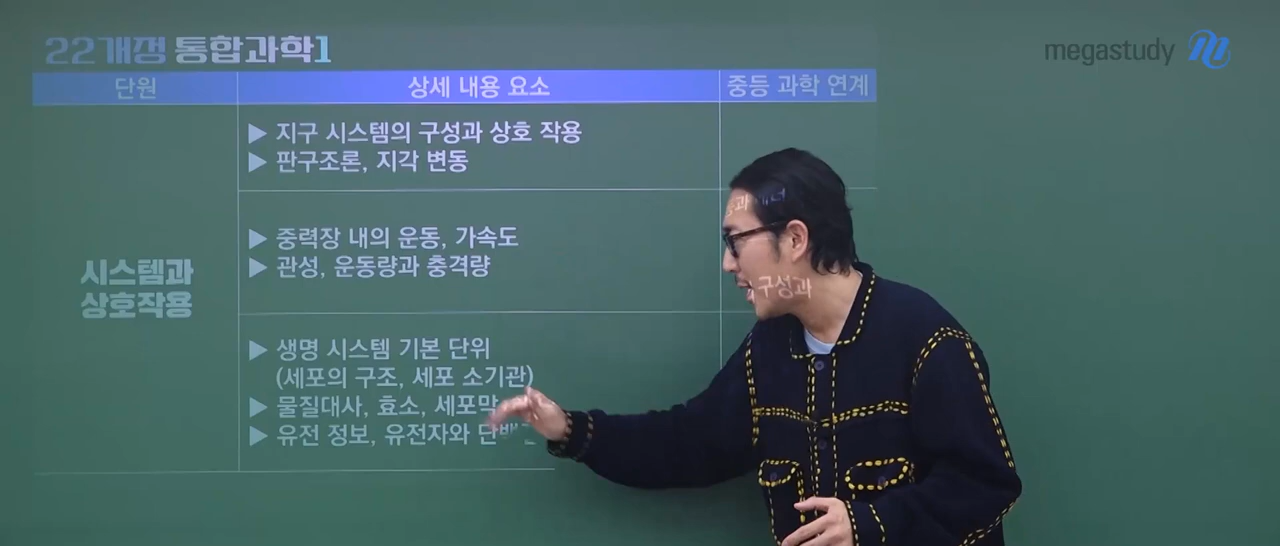 22개정 통합과학1
megastudy
단원
상세 내용 요소
중등 과학 연계
▶ 지구 시스템의 구성과 상호 작용
▶ 판구조론, 지각 변동
시스템과
상호작용
▶ 중력장 내의 운동, 가속도
▶ 관성, 운동량과 충격량
▶ 생명 시스템 기본 단위
(세포의 구조, 세포 소기관)
▶ 물질대사, 효소, 세포막
▶ 유전 정보, 유전자와
구성과